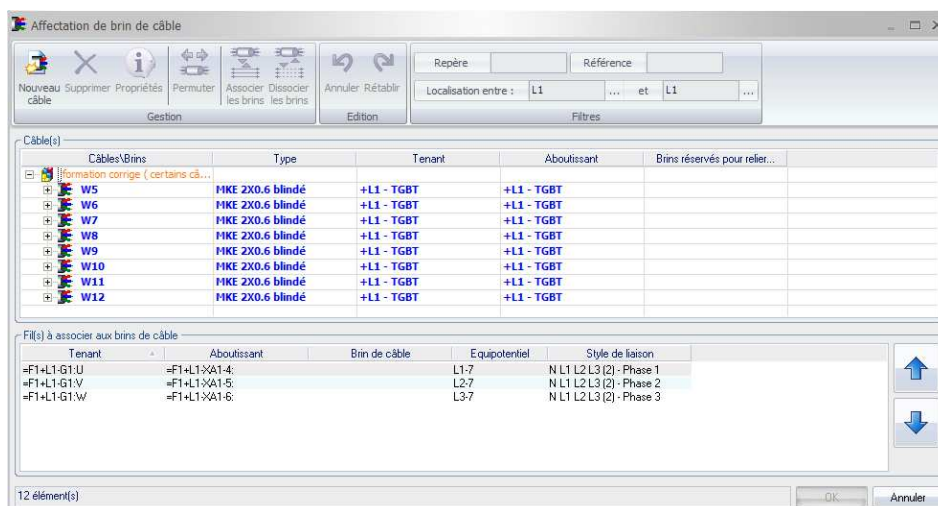 Affectation de brin de câble
Nouveau câble
Supprimer
Propriétés
Permuter
Associer les brins
Dissocier les brins
Gestion
Annuler
Rétablir
Edition
Repère
Référence
Localisation entre : L1 ... et L1 ...
Filtres
Câble(s)
Câbles\Brins Type Tenant Aboutissant Brins réservés pour relier...
formation corrige ( certains câ...
W5 MKE 2X0.6 blindé +L1 - TGBT +L1 - TGBT
W6 MKE 2X0.6 blindé +L1 - TGBT +L1 - TGBT
W7 MKE 2X0.6 blindé +L1 - TGBT +L1 - TGBT
W8 MKE 2X0.6 blindé +L1 - TGBT +L1 - TGBT
W9 MKE 2X0.6 blindé +L1 - TGBT +L1 - TGBT
W10 MKE 2X0.6 blindé +L1 - TGBT +L1 - TGBT
W11 MKE 2X0.6 blindé +L1 - TGBT +L1 - TGBT
W12 MKE 2X0.6 blindé +L1 - TGBT +L1 - TGBT
Fil(s) à associer aux brins de câble
Tenant Aboutissant Brin de câble Equipotentiel Style de liaison
=F1+L1-G1:U =F1+L1-XA1-4: L1-7 N L1 L2 L3 (2) - Phase 1
=F1+L1-G1:V =F1+L1-XA1-5: L2-7 N L1 L2 L3 (2) - Phase 2
=F1+L1-G1:W =F1+L1-XA1-6: L3-7 N L1 L2 L3 (2) - Phase 3
12 élément(s)
OK
Annuler